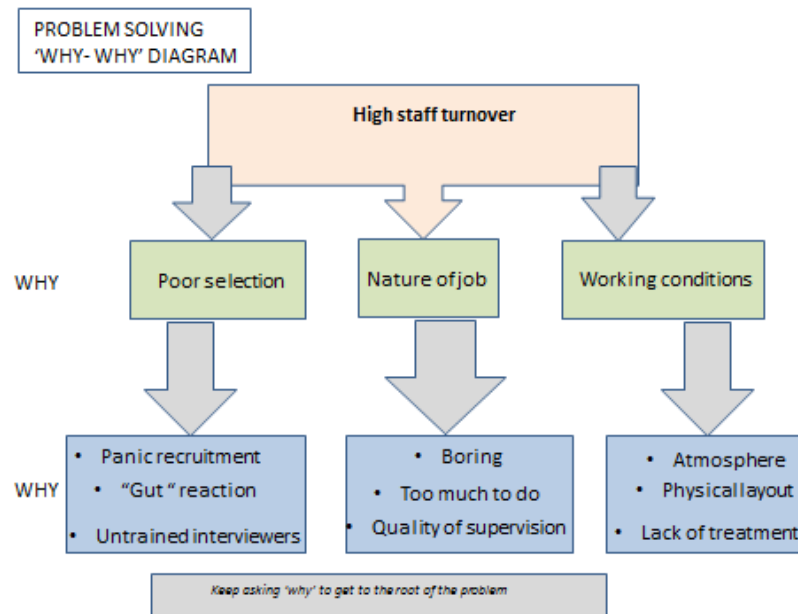 PROBLEM SOLVING
‘WHY- WHY’ DIAGRAM
High staff turnover
WHY
Poor selection
Nature of job
Working conditions
WHY
• Panic recruitment
• “Gut “ reaction
• Untrained interviewers
• Boring
• Too much to do
• Quality of supervision
• Atmosphere
• Physical layout
• Lack of treatment
Keep asking ‘why’ to get to the root of the problem